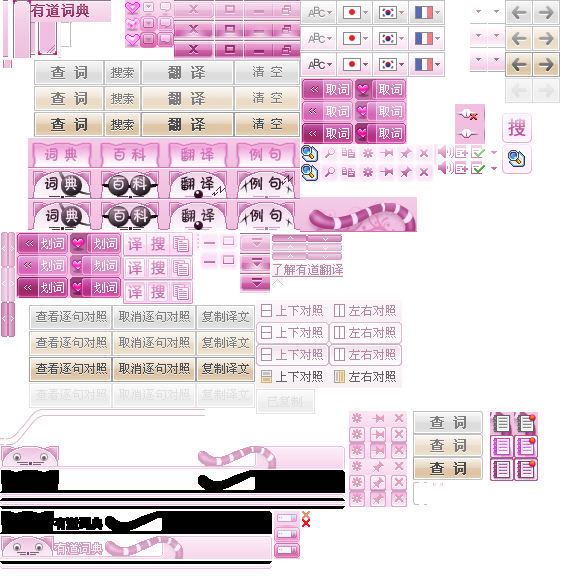 有道词典
ABC
ABC
ABC
查 词 搜索 翻 译 清 空
查 词 搜索 翻 译 清 空
查 词 搜索 翻 译 清 空
取词 取词
取词 取词
取词 取词
搜
词典 百科 翻译 例句
词典 百科 翻译 例句
词典 百科 翻译 例句
划词 划词 译 搜
划词 划词 译 搜
划词 划词 译 搜
了解有道翻译
查看逐句对照 取消逐句对照 复制译文
查看逐句对照 取消逐句对照 复制译文
查看逐句对照 取消逐句对照 复制译文
查看逐句对照 取消逐句对照 复制译文
上下对照 左右对照
上下对照 左右对照
上下对照 左右对照
上下对照 左右对照
已复制
查 词
查 词
查 词
有道词典
有道词典